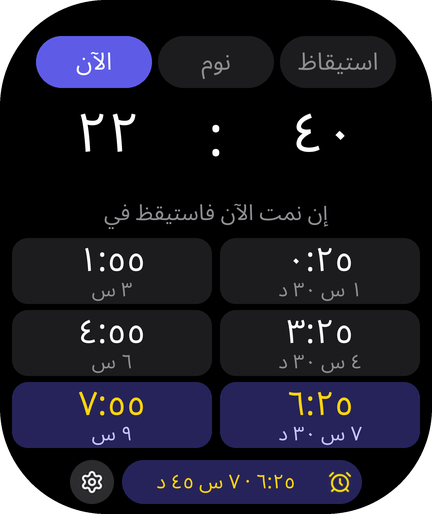 استيقاظ نوم الآن
٢٢ : ٤٠
إن نمت الآن فاستيقظ في
٠:٢٥ ١:٥٥
١ س ٣٠ د ٣ س
٣:٢٥ ٤:٥٥
٤ س ٣٠ د ٦ س
٦:٢٥ ٧:٥٥
٧ س ٣٠ د ٩ س
٦:٢٥ · ٧ س ٤٥ د